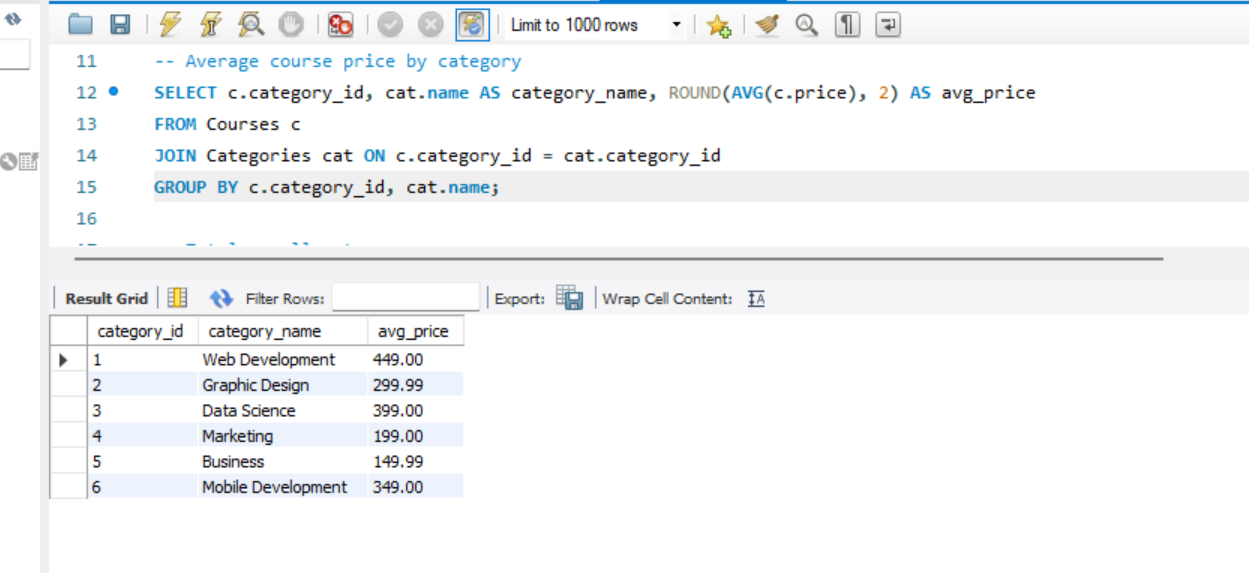 Limit to 1000 rows
11 -- Average course price by category
12 SELECT c.category_id, cat.name AS category_name, ROUND(AVG(c.price), 2) AS avg_price
13 FROM Courses c
14 JOIN Categories cat ON c.category_id = cat.category_id
15 GROUP BY c.category_id, cat.name;
16
Result Grid Filter Rows: Export: Wrap Cell Content:
category_id category_name avg_price
1 Web Development 449.00
2 Graphic Design 299.99
3 Data Science 399.00
4 Marketing 199.00
5 Business 149.99
6 Mobile Development 349.00